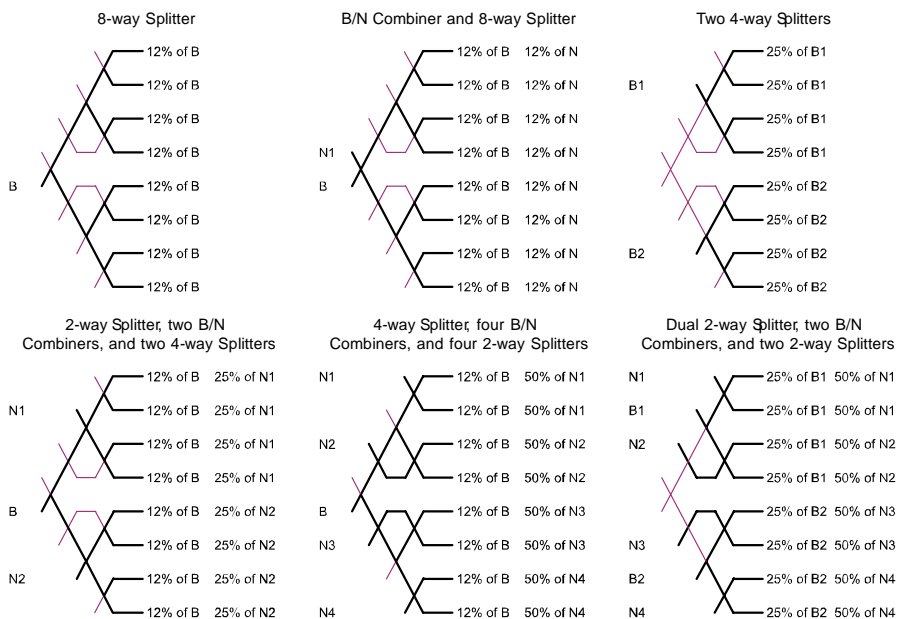 8-way Splitter
12% of B
12% of B
12% of B
12% of B
B
12% of B
12% of B
12% of B
12% of B
B/N Combiner and 8-way Splitter
12% of B 12% of N
12% of B 12% of N
12% of B 12% of N
N1
12% of B 12% of N
B
12% of B 12% of N
12% of B 12% of N
12% of B 12% of N
12% of B 12% of N
Two 4-way Splitters
25% of B1
B1
25% of B1
25% of B1
25% of B1
25% of B2
25% of B2
B2
25% of B2
25% of B2
2-way Splitter, two B/N
Combiners, and two 4-way Splitters
12% of B 25% of N1
N1
12% of B 25% of N1
12% of B 25% of N1
12% of B 25% of N1
B
12% of B 25% of N2
12% of B 25% of N2
N2
12% of B 25% of N2
12% of B 25% of N2
4-way Splitter, four B/N
Combiners, and four 2-way Splitters
N1
12% of B 50% of N1
12% of B 50% of N1
N2
12% of B 50% of N2
12% of B 50% of N2
B
12% of B 50% of N3
N3
12% of B 50% of N3
12% of B 50% of N4
N4
12% of B 50% of N4
Dual 2-way Splitter, two B/N
Combiners, and two 2-way Splitters
N1
25% of B1 50% of N1
B1
25% of B1 50% of N1
N2
25% of B1 50% of N2
25% of B1 50% of N2
25% of B2 50% of N3
N3
25% of B2 50% of N3
B2
25% of B2 50% of N4
N4
25% of B2 50% of N4